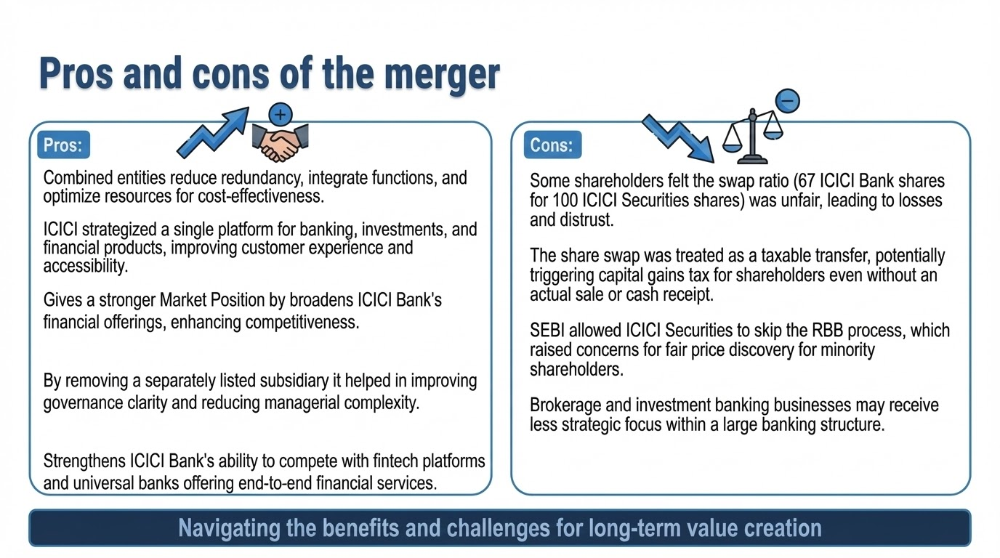 Pros and cons of the merger
Pros:
Combined entities reduce redundancy, integrate functions, and
optimize resources for cost-effectiveness.
ICICI strategized a single platform for banking, investments, and
financial products, improving customer experience and
accessibility.
Gives a stronger Market Position by broadens ICICI Bank's
financial offerings, enhancing competitiveness.
By removing a separately listed subsidiary it helped in improving
governance clarity and reducing managerial complexity.
Strengthens ICICI Bank's ability to compete with fintech platforms
and universal banks offering end-to-end financial services.
Cons:
Some shareholders felt the swap ratio (67 ICICI Bank shares
for 100 ICICI Securities shares) was unfair, leading to losses
and distrust.
The share swap was treated as a taxable transfer, potentially
triggering capital gains tax for shareholders even without an
actual sale or cash receipt.
SEBI allowed ICICI Securities to skip the RBB process, which
raised concerns for fair price discovery for minority
shareholders.
Brokerage and investment banking businesses may receive
less strategic focus within a large banking structure.
Navigating the benefits and challenges for long-term value creation